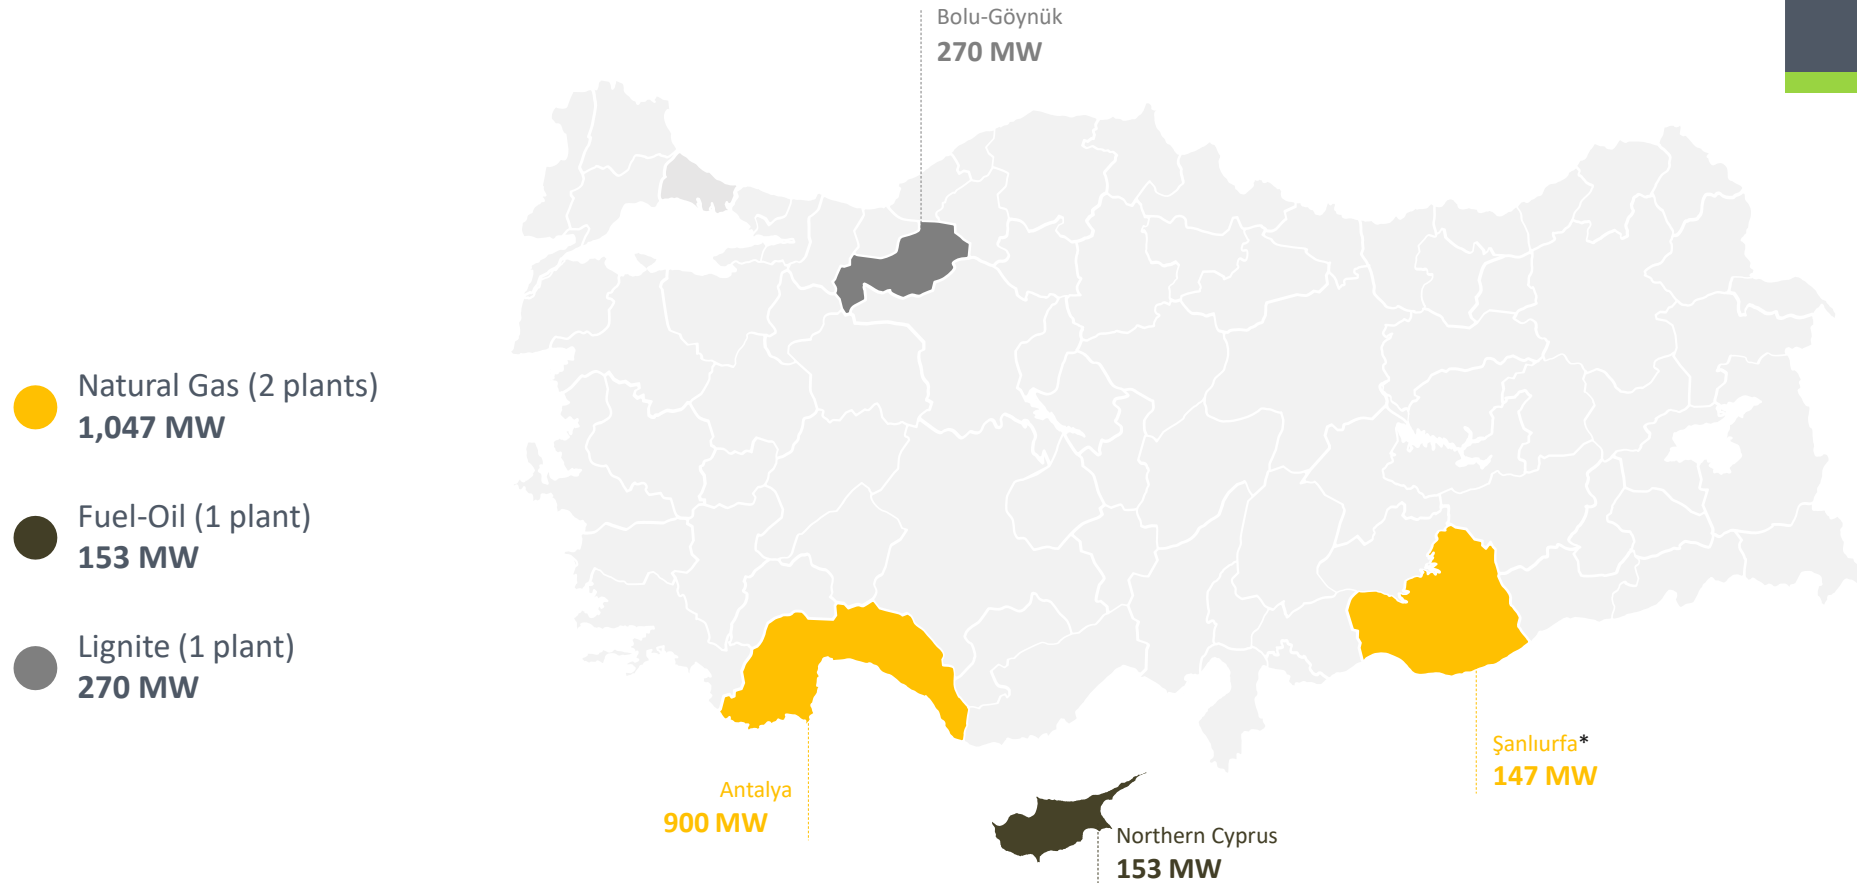 Bolu-Göynük
270 MW
Natural Gas (2 plants)
1,047 MW
Fuel-Oil (1 plant)
153 MW
Lignite (1 plant)
270 MW
Şanlıurfa*
147 MW
Antalya
900 MW
Northern Cyprus
153 MW